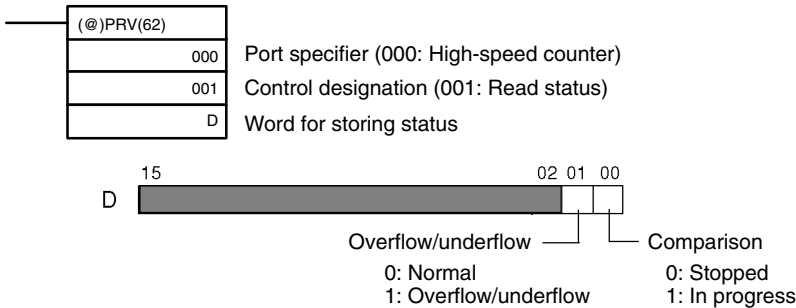 (@)PRV(62)
000 Port specifier (000: High-speed counter)
001 Control designation (001: Read status)
D Word for storing status
15 02 01 00
D
Overflow/underflow Comparison
0: Normal 0: Stopped
1: Overflow/underflow 1: In progress